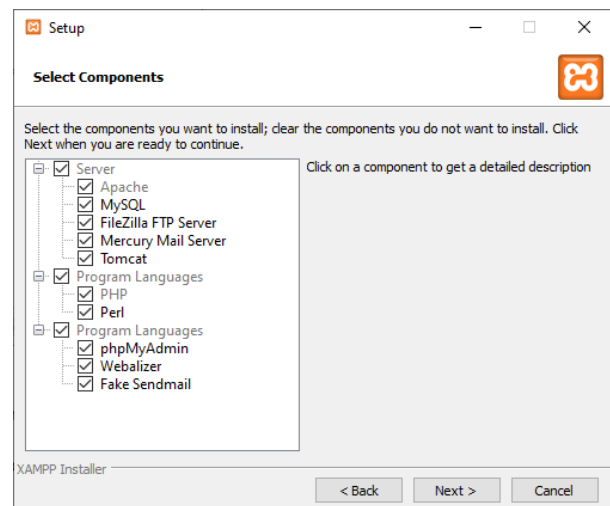 Setup
Select Components
Select the components you want to install; clear the components you do not want to install. Click
Next when you are ready to continue.
Server
Apache
MySQL
FileZilla FTP Server
Mercury Mail Server
Tomcat
Program Languages
PHP
Perl
Program Languages
phpMyAdmin
Webalizer
Fake Sendmail
Click on a component to get a detailed description
XAMPP Installer
< Back
Next >
Cancel